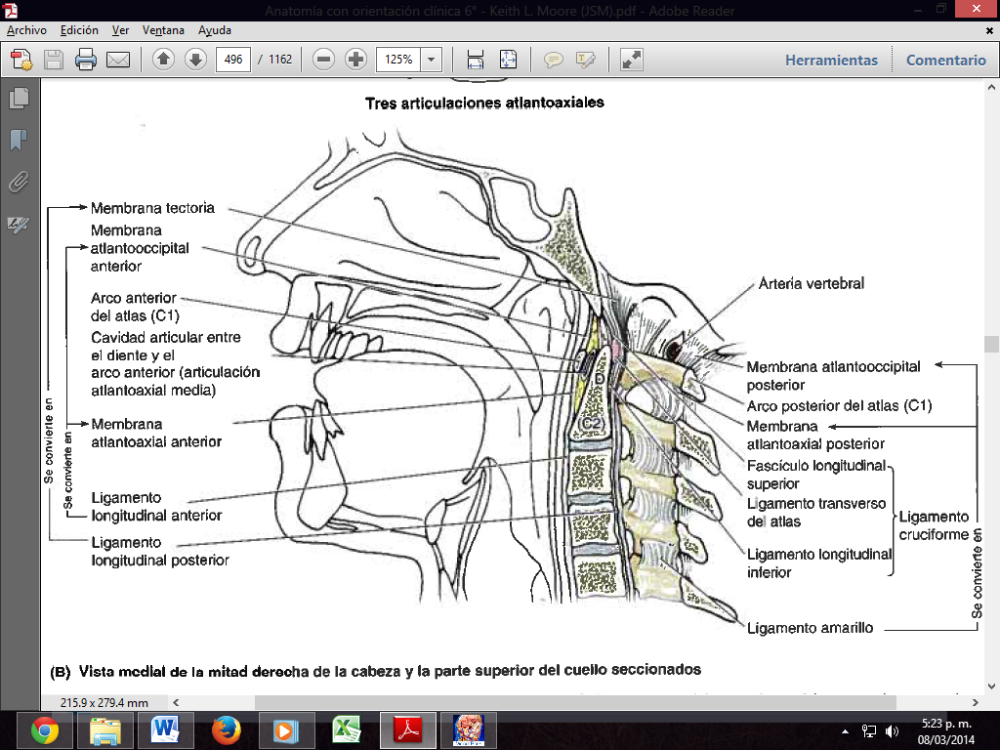 Anatomía con orientación clínica 6° - Keith L. Moore (JSM).pdf - Adobe Reader
Archivo Edición Ver Ventana Ayuda
496 / 1162 125% Herramientas Comentario
Tres articulaciones atlantoaxiales
Membrana tectoria
Membrana
atlantooccipital
anterior
Arco anterior
del atlas (C1)
Cavidad articular entre
el diente y el
arco anterior (articulación
atlantoaxial media)
Membrana
atlantoaxial anterior
Ligamento
longitudinal anterior
Ligamento
longitudinal posterior
Se convierte en
Se convierte en
D
(C2)
Arteria vertebral
Membrana atlantooccipital
posterior
Arco posterior del atlas (C1)
Membrana
atlantoaxial posterior
Fascículo longitudinal
superior
Ligamento transverso
del atlas
Ligamento longitudinal
inferior
Ligamento
cruciforme
Ligamento amarillo
Se convierte en
(B) Vista medial de la mitad derecha de la cabeza y la parte superior del cuello seccionados
215.9 x 279.4 mm
5:23 p. m.
08/03/2014